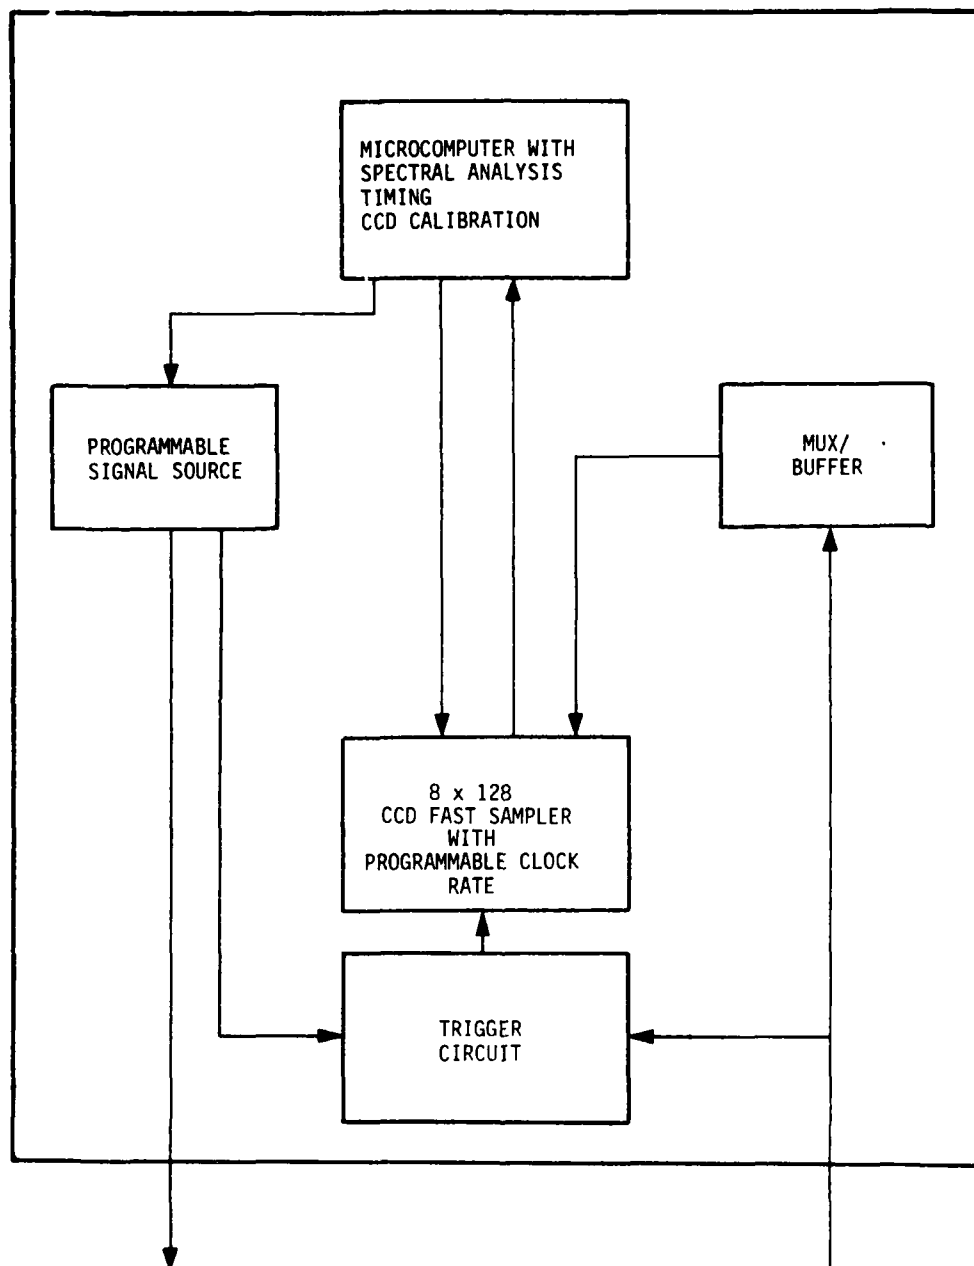 MICROCOMPUTER WITH
SPECTRAL ANALYSIS
TIMING
CCD CALIBRATION
PROGRAMMABLE
SIGNAL SOURCE
MUX/
BUFFER
8 x 128
CCD FAST SAMPLER
WITH
PROGRAMMABLE CLOCK
RATE
TRIGGER
CIRCUIT